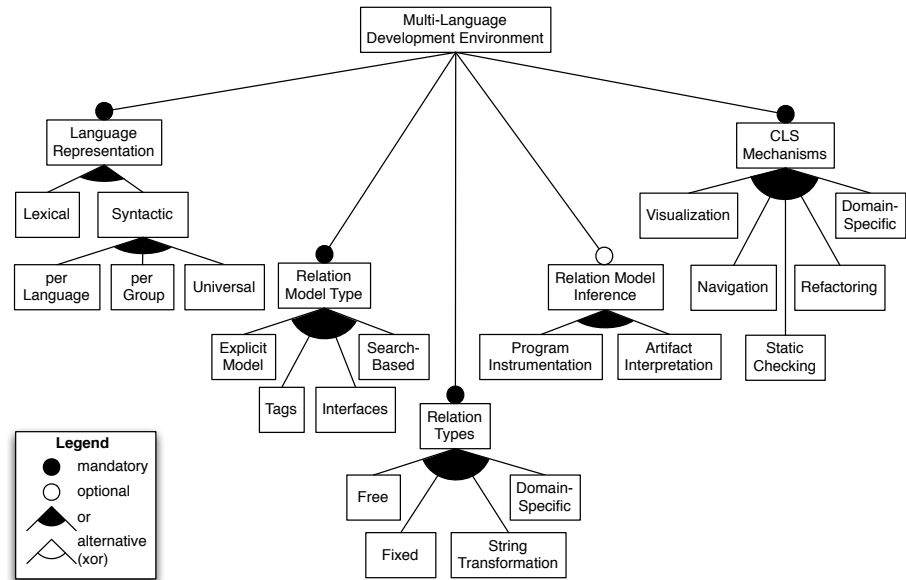 Multi-Language
Development Environment
Language
Representation
CLS
Mechanisms
Lexical
Syntactic
Visualization
Domain-
Specific
per
Language
per
Group
Universal
Relation
Model Type
Relation Model
Inference
Navigation
Refactoring
Explicit
Model
Search-
Based
Program
Instrumentation
Artifact
Interpretation
Static
Checking
Tags
Interfaces
Relation
Types
Free
Domain-
Specific
Fixed
String
Transformation
Legend
mandatory
optional
or
alternative
(xor)